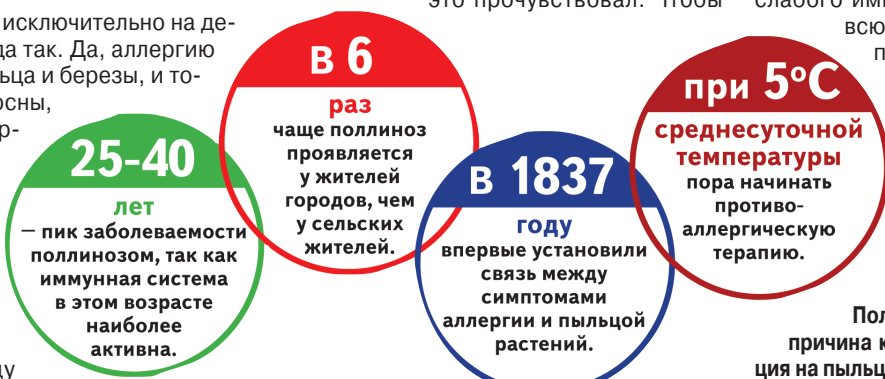 исключительно на де-
да так. Да, аллергию
ьца и березы, и то-
осны,
р-
это прочувствовал. Чтобы
слабого имм
всю
п
25-40
лет
– пик заболеваемости
поллинозом, так как
иммунная система
в этом возрасте
наиболее
активна.
в 6
раз
чаще поллиноз
проявляется
у жителей
городов, чем
у сельских
жителей.
в 1837
году
впервые установили
связь между
симптомами
аллергии и пыльцой
растений.
при 5°С
среднесуточной
температуры
пора начинать
противо-
аллергическую
терапию.
Пол
причина к
ция на пыльц